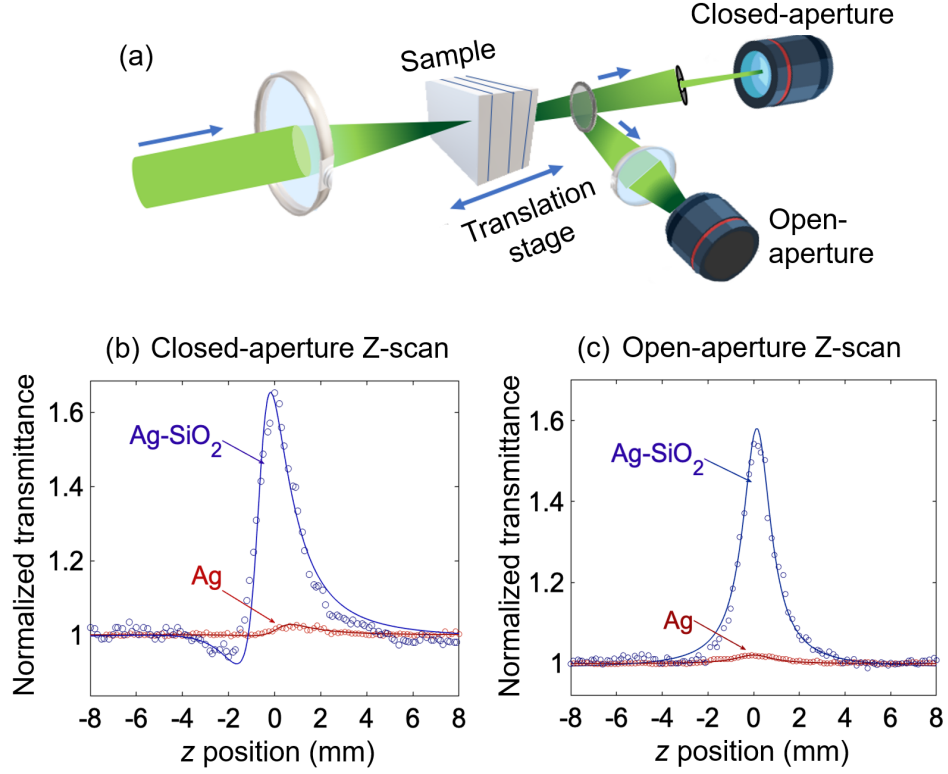 (a)
Sample
Closed-aperture
Translation
stage
Open-
aperture
(b) Closed-aperture Z-scan
Normalized transmittance
1.6
1.4
1.2
1
Ag-SiO₂
Ag
-8 -6 -4 -2 0 2 4 6 8
z position (mm)
(c) Open-aperture Z-scan
Normalized transmittance
1.6
1.4
1.2
1
Ag-SiO₂
Ag
-8 -6 -4 -2 0 2 4 6 8
z position (mm)